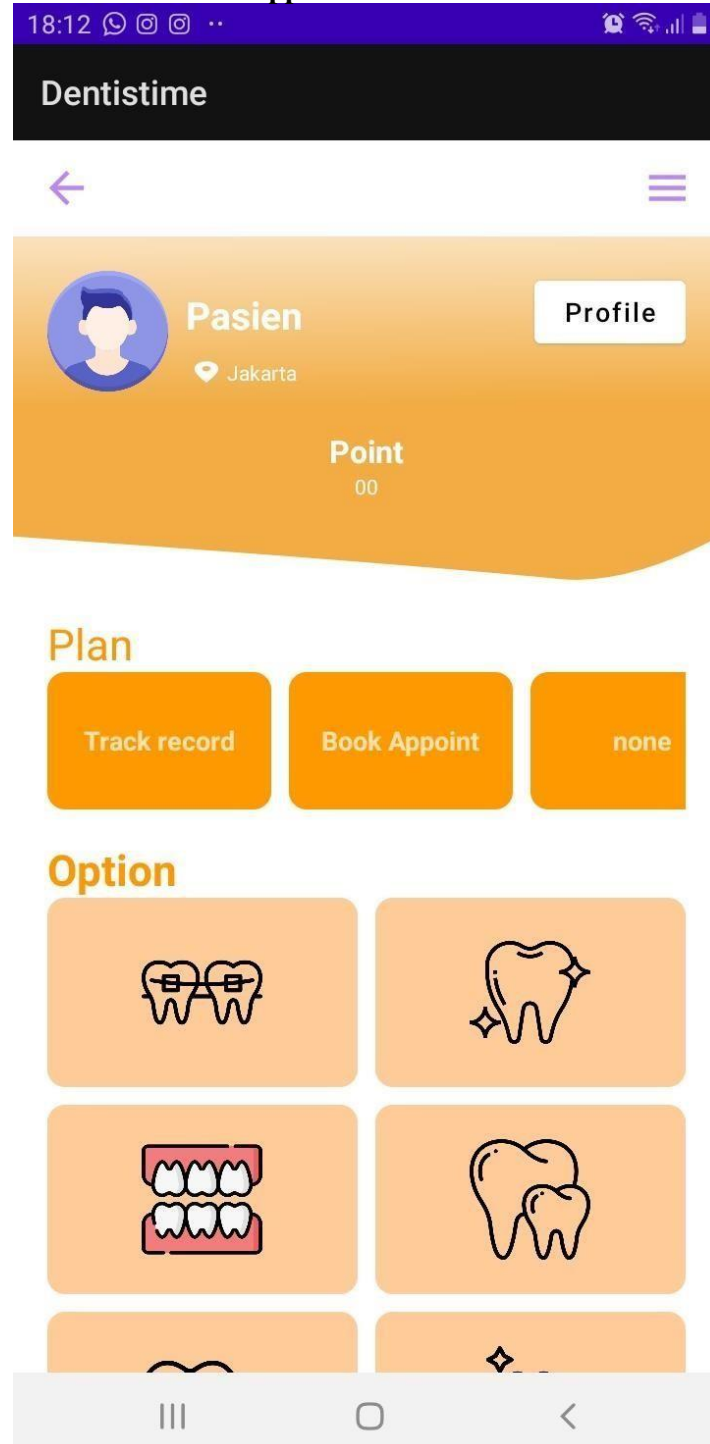 18:12
Dentistime
Pasien
Profile
Jakarta
Point
00
Plan
Track record
Book Appoint
none
Option